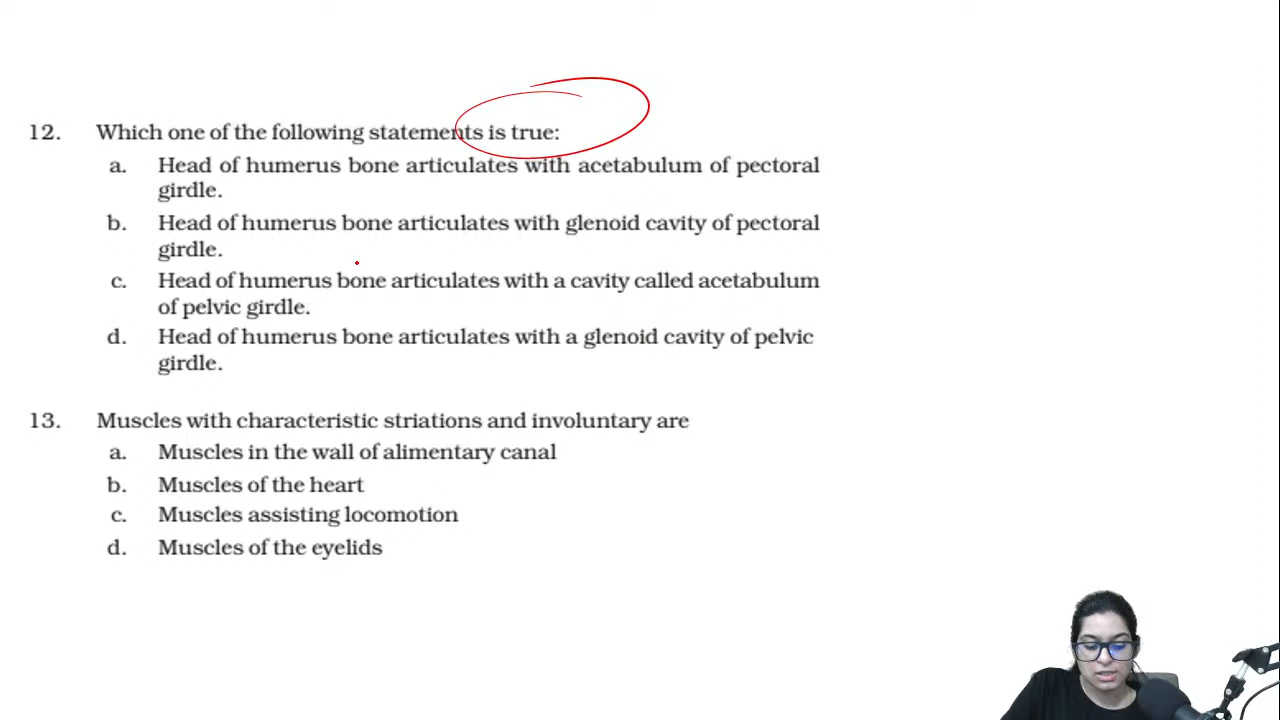 12. Which one of the following statements is true:
a. Head of humerus bone articulates with acetabulum of pectoral
girdle.
b. Head of humerus bone articulates with glenoid cavity of pectoral
girdle.
c. Head of humerus bone articulates with a cavity called acetabulum
of pelvic girdle.
d. Head of humerus bone articulates with a glenoid cavity of pelvic
girdle.
13. Muscles with characteristic striations and involuntary are
a. Muscles in the wall of alimentary canal
b. Muscles of the heart
c. Muscles assisting locomotion
d. Muscles of the eyelids